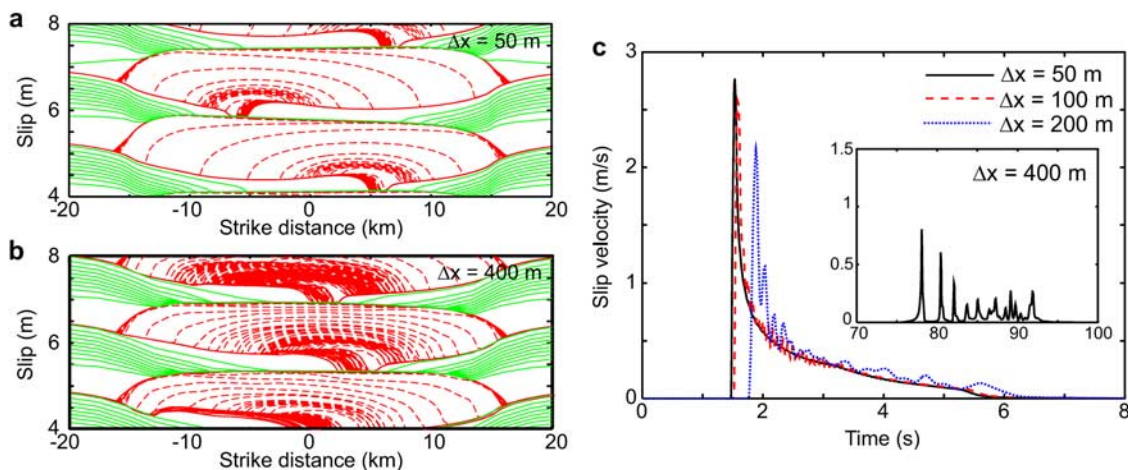 a
Δx = 50 m
Slip (m)
8
6
4
-20 -10 0 10 20
Strike distance (km)
b
Δx = 400 m
Slip (m)
8
6
4
-20 -10 0 10 20
Strike distance (km)
c
Slip velocity (m/s)
3
2
1
0
0 2 4 6 8
Time (s)
Δx = 50 m
Δx = 100 m
Δx = 200 m
Δx = 400 m
1.5
1
0.5
0
70 80 90 100